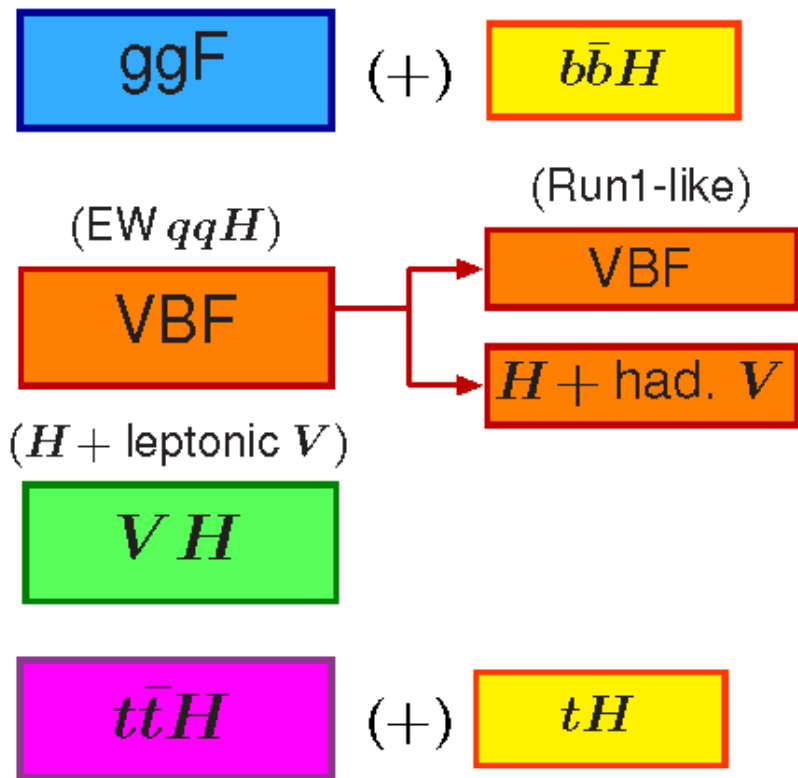 ggF (+) bb̄H
(Run1-like)
(EW qqH)
VBF
VBF
H + had. V
(H + leptonic V)
VH
tt̄H (+) tH